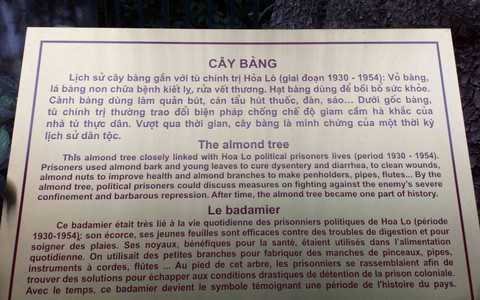 CÂY BÀNG
Lịch sử cây bàng gắn với tù chính trị Hỏa Lò (giai đoạn 1930 - 1954): Vỏ bàng,
lá bàng non chữa bệnh kiết lỵ, rửa vết thương. Hạt bàng dùng để bồi bổ sức khỏe.
Cành bàng dùng làm quản bút, cán tẩu hút thuốc, đàn, sáo... Dưới gốc bàng,
tù chính trị thường trao đổi biện pháp chống chế độ giam cầm hà khắc của
nhà tù thực dân. Vượt qua thời gian, cây bàng là minh chứng của một thời kỳ
lịch sử dân tộc.
The almond tree
This almond tree closely linked with Hoa Lo political prisoners lives (period 1930 - 1954).
Prisoners used almond bark and young leaves to cure dysentery and diarrhea, to clean wounds,
almond nuts to improve health and almond branches to make penholders, pipes, flutes... By the
almond tree, political prisoners could discuss measures on fighting against the enemy's severe
confinement and barbarous repression. After time, the almond tree became one part of history.
Le badamier
Ce badamier était très lié à la vie quotidienne des prisonniers politiques de Hoa Lo (période
1930-1954); son écorce, ses jeunes feuilles sont efficaces contre des troubles de digestion et pour
soigner des plaies. Ses noyaux, bénéfiques pour la santé, étaient utilisés dans l'alimentation
quotidienne. On utilisait des petites branches pour fabriquer des manches de pinceaux, pipes,
instruments à cordes, flûtes ... Au pied de cet arbre, les prisonniers se rassemblaient afin de
trouver des solutions pour échapper aux conditions drastiques de détention de la prison coloniale.
Avec le temps, ce badamier devient le symbole témoignant une période de l'histoire du pays.